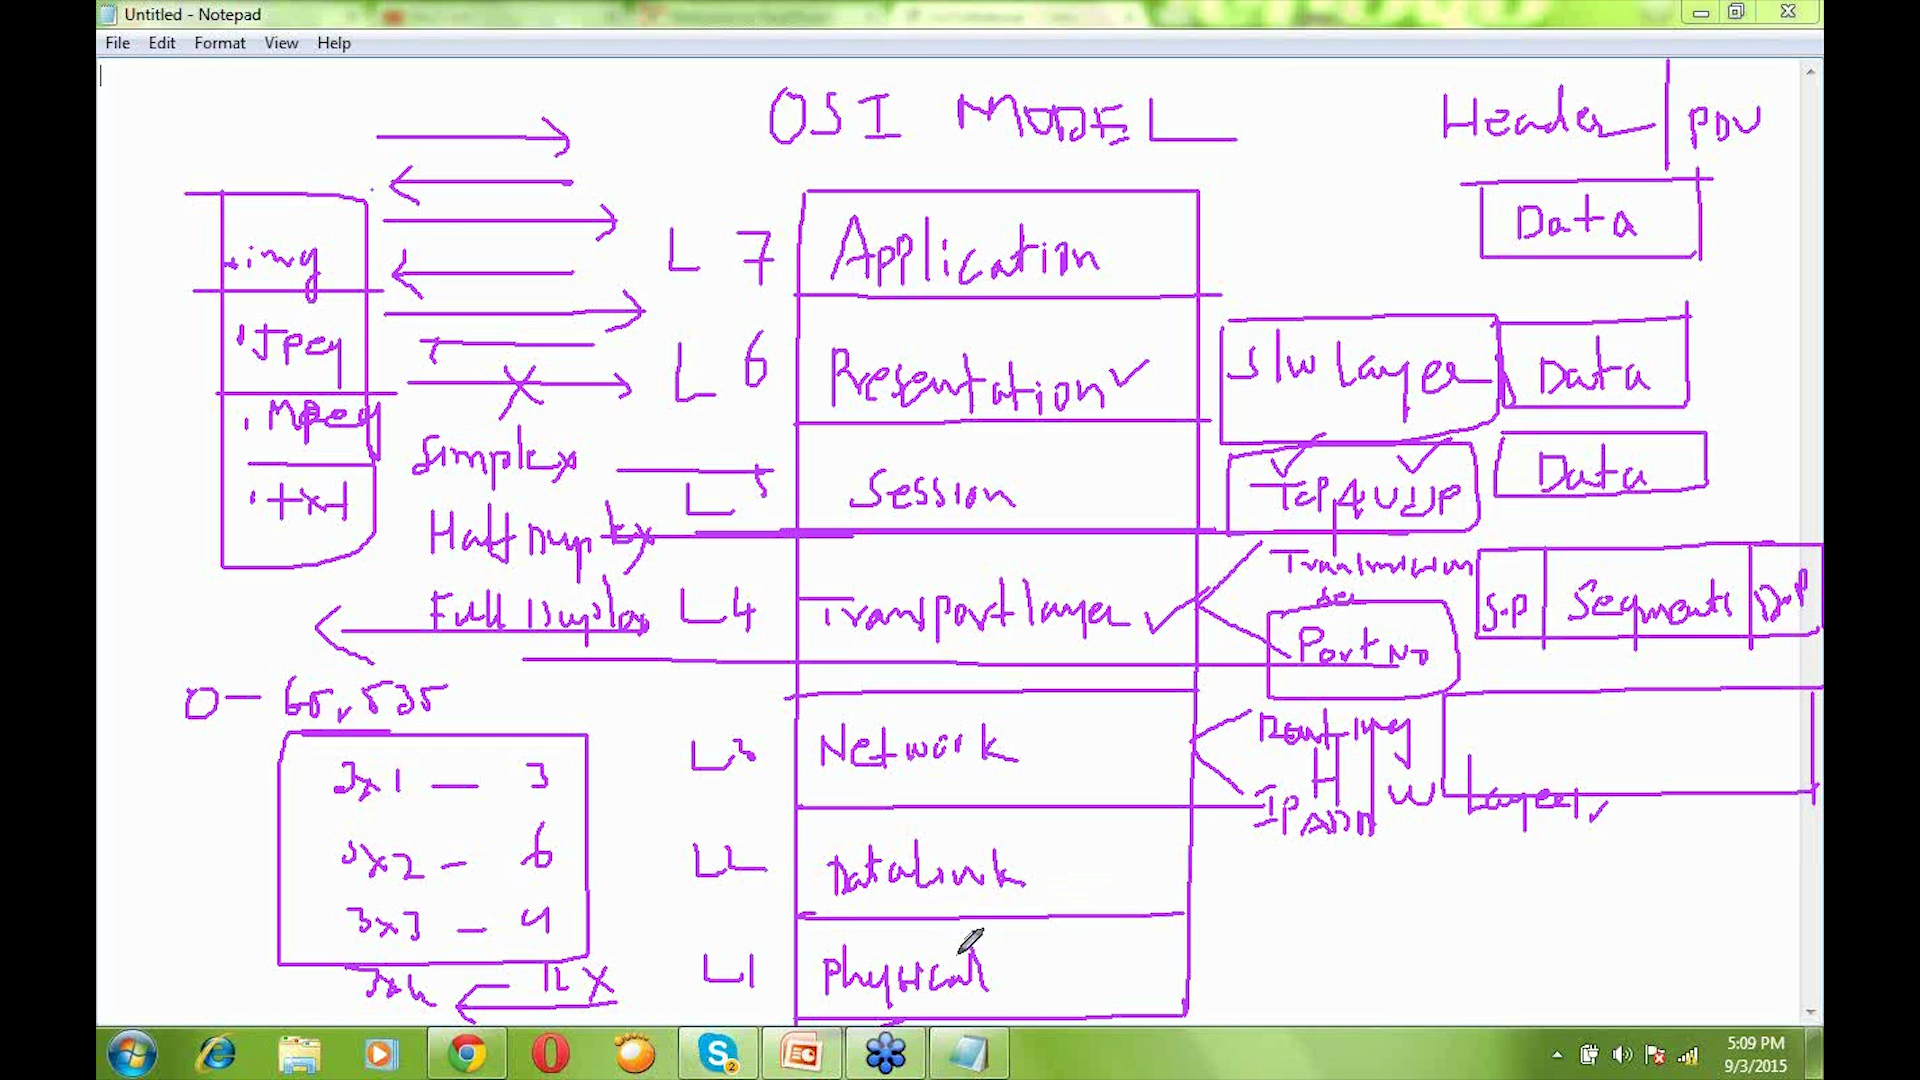 Untitled - Notepad
File Edit Format View Help
OSI MODEL
Header | PDU
Data
L 7 Application
.img
.Jpeg
.Mpeg
.txt
L 6 Presentation ✓
S/W Layer
Data
Simplex
L 5 Session
TCP & UDP
Data
Half Duplex
Full Duplex
L4 Transport layer ✓
Port No
S.P Segments D.P
0 - 65,535
L3 Network
IP ADD
H W Layers ✓
3x1 - 3
3x2 - 6
3x3 - 9
12 X
L2 Datalink
L1 Physical
5:09 PM
9/3/2015